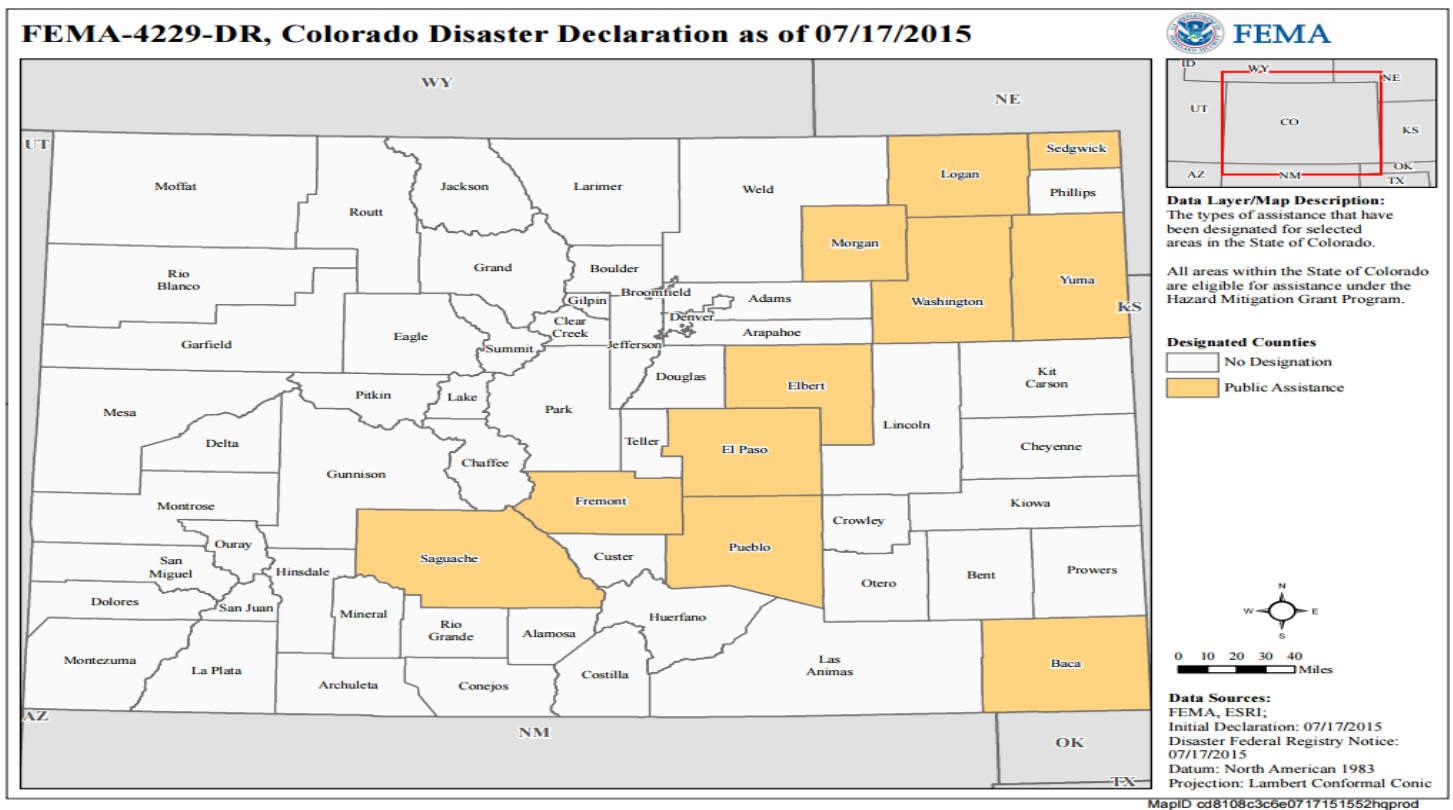 FEMA-4229-DR, Colorado Disaster Declaration as of 07/17/2015
FEMA
WY
NE
UT
Moffat
Routt
Jackson
Larimer
Weld
Logan
Sedgwick
Phillips
Morgan
Rio
Blanco
Grand
Boulder
Broomfield
Gilpin
Clear
Creek
Denver
Adams
Arapahoe
Washington
Yuma
KS
Garfield
Eagle
Summit
Jefferson
Douglas
Elbert
Kit
Carson
Mesa
Pitkin
Lake
Park
Delta
Chaffee
Teller
El Paso
Lincoln
Cheyenne
Gunnison
Montrose
Fremont
Crowley
Kiowa
Ouray
San
Miguel
Hinsdale
Saguache
Custer
Pueblo
Otero
Bent
Prowers
Dolores
San Juan
Mineral
Rio
Grande
Alamosa
Huerfano
Montezuma
La Plata
Archuleta
Conejos
Costilla
Las
Animas
Baca
AZ
NM
OK
TX
ID
WY
NE
UT
CO
KS
AZ
NM
OK
TX
Data Layer/Map Description:
The types of assistance that have
been designated for selected
areas in the State of Colorado.
All areas within the State of Colorado
are eligible for assistance under the
Hazard Mitigation Grant Program.
Designated Counties
No Designation
Public Assistance
N
W E
S
0 10 20 30 40
Miles
Data Sources:
FEMA, ESRI;
Initial Declaration: 07/17/2015
Disaster Federal Registry Notice:
07/17/2015
Datum: North American 1983
Projection: Lambert Conformal Conic
MapID cd8108c3c6e0717151552hqprod